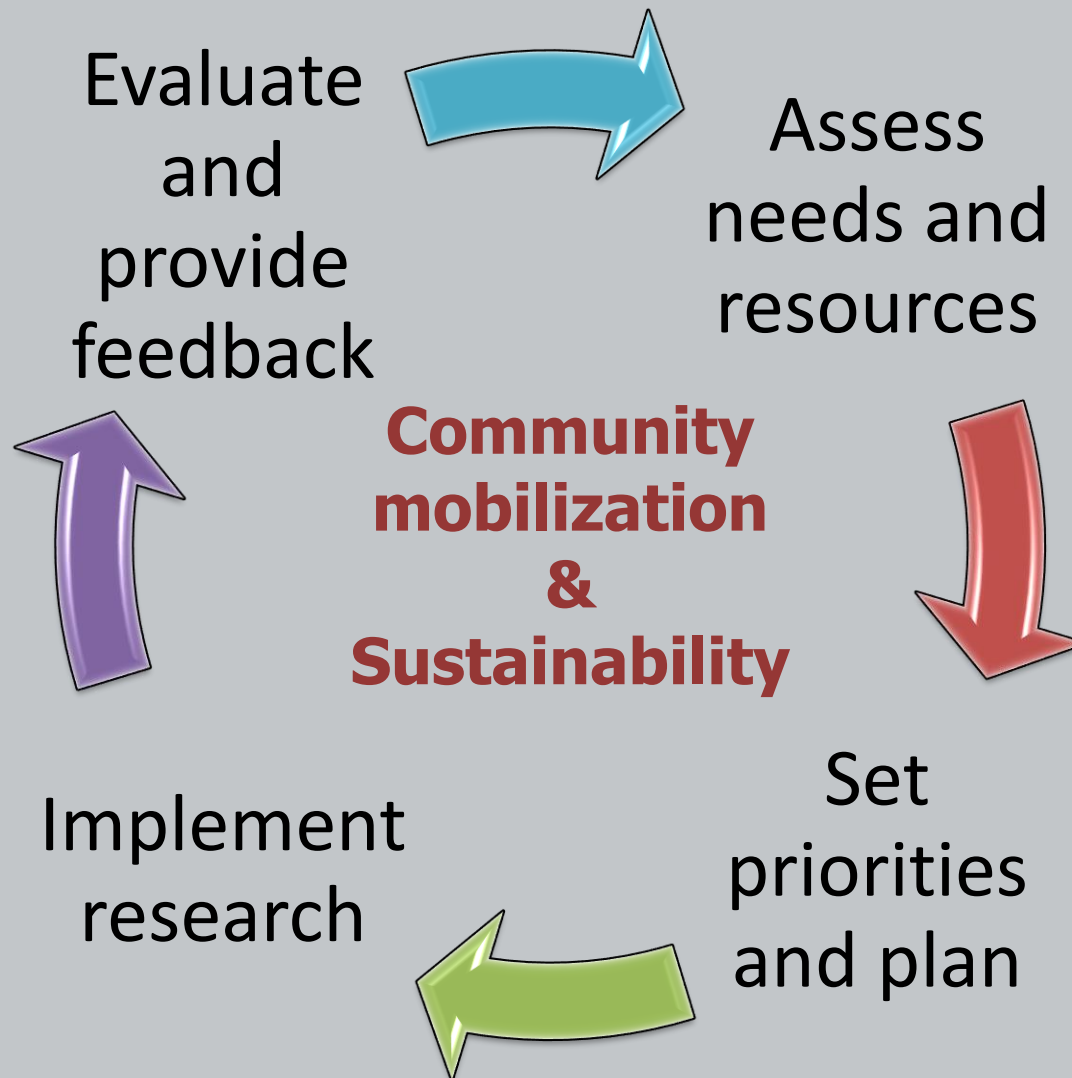 Evaluate
and
provide
feedback
Assess
needs and
resources
Community
mobilization
&
Sustainability
Set
priorities
and plan
Implement
research